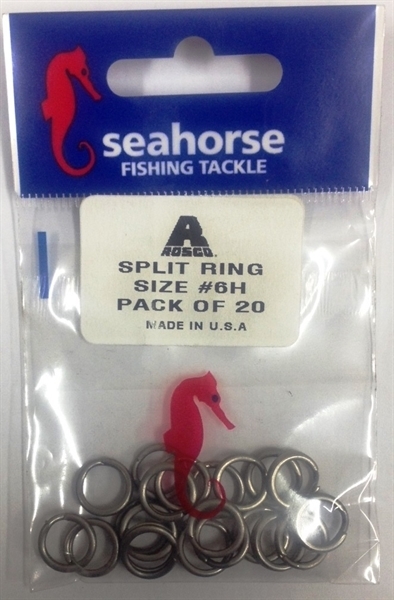 seahorse
FISHING TACKLE
R
ROSCO.
SPLIT RING
SIZE #6H
PACK OF 20
MADE IN U.S.A